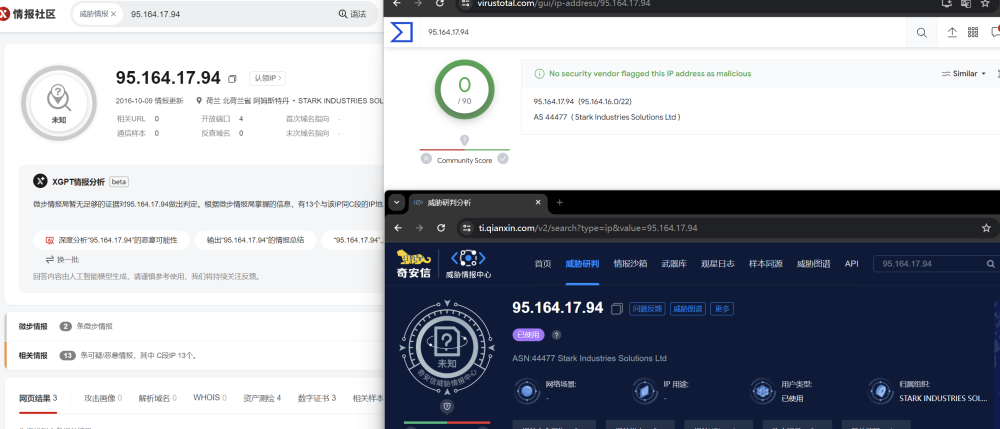 情报社区
威胁情报 ×
95.164.17.94
语法
95.164.17.94
认领IP >
2016-10-09 情报更新
荷兰 北荷兰省 阿姆斯特丹 • STARK INDUSTRIES SOL
相关URL 0
开放端口 4
首次域名指向 -
通信样本 0
反查域名 0
末次域名指向 -
未知
XGPT情报分析 beta
微步情报局暂无足够的证据对95.164.17.94做出判定。根据微步情报局掌握的信息，有13个与该IP同C段的IP地
深度分析“95.164.17.94”的恶意可能性
输出“95.164.17.94”的情报总结
“95.164.17.94”。
换一批
回答内容由人工智能模型生成，请谨慎参考使用，我们将持续关注反馈。
微步情报 2 条微步情报
相关情报 13 条可疑/恶意情报，其中 C段IP 13个。
网页结果 3
攻击画像 0
解析域名 0
WHOIS 0
资产测绘 4
数字证书 3
相关样本
virustotal.com/gui/ip-address/95.164.17.94
95.164.17.94
0
/ 90
Community Score
No security vendor flagged this IP address as malicious
Similar
95.164.17.94 (95.164.16.0/22)
AS 44477 (Stark Industries Solutions Ltd)
威胁研判分析
ti.qianxin.com/v2/search?type=ip&value=95.164.17.94
奇安信
威胁情报中心
首页
威胁研判
情报沙箱
武器库
观星日志
样本同源
威胁图谱
API
95.164.17.94
95.164.17.94
问题反馈
威胁图谱
更多
已使用
ASN:44477 Stark Industries Solutions Ltd
未知
奇安信威胁情报中心
网络场景:
-
IP 用途:
-
用户类型:
已使用
归属组织:
STARK INDUSTRIES SOL...